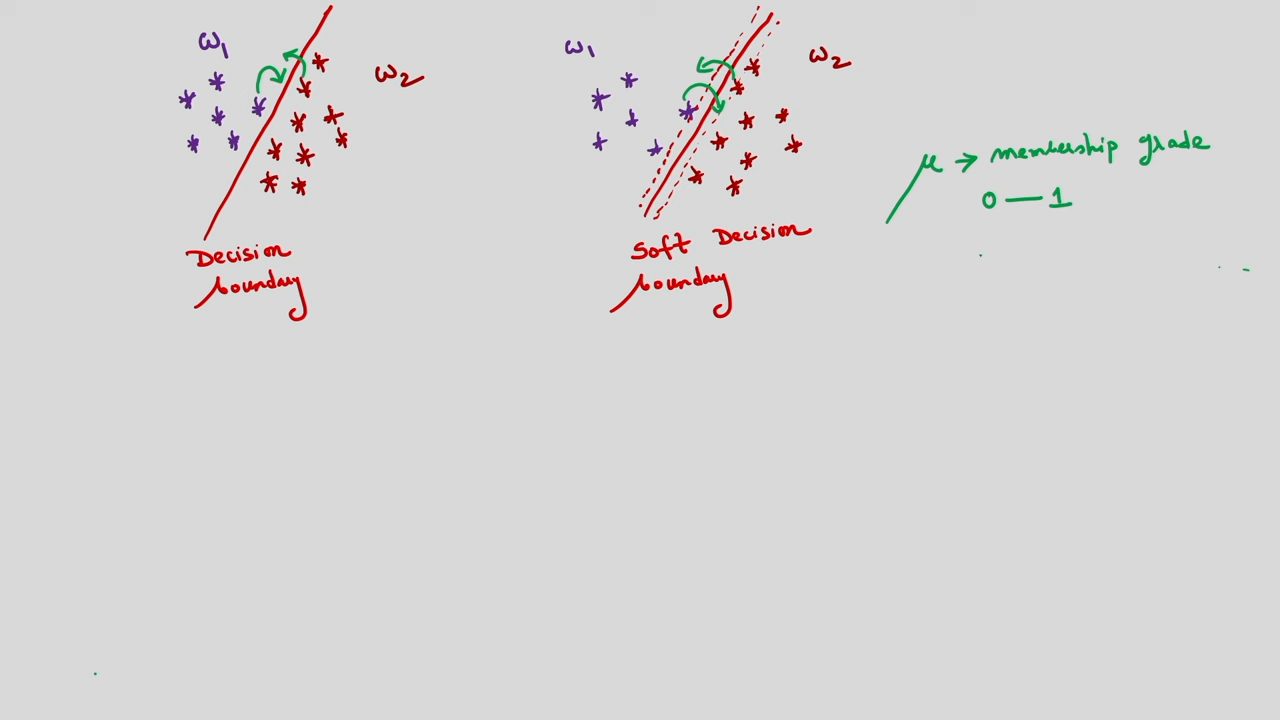 ω₁
ω₂
Decision
boundary
ω₁
ω₂
Soft Decision
boundary
μ → membership grade
0 — 1